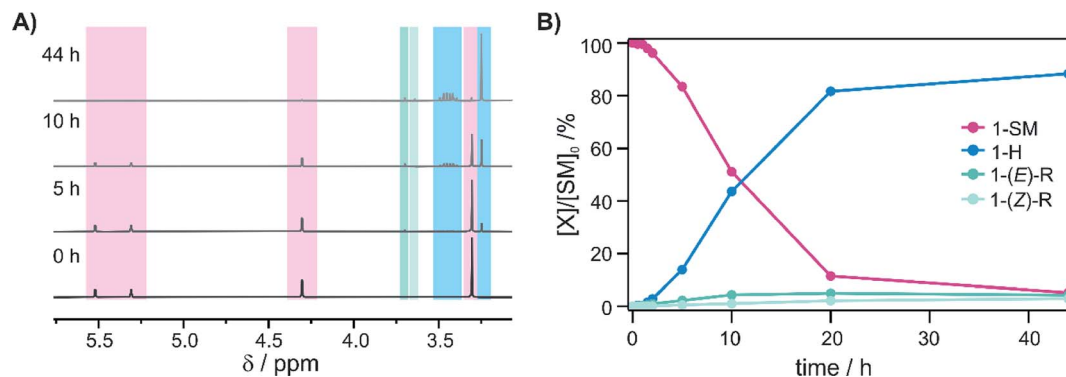 A)
44 h
10 h
5 h
0 h
5.5 5.0 4.5 4.0 3.5
δ / ppm
B)
[X]/[SM]₀ /%
100
80
60
40
20
0
1-SM
1-H
1-(E)-R
1-(Z)-R
0 10 20 30 40
time / h